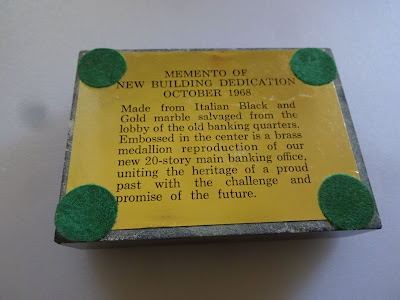 MEMENTO OF
NEW BUILDING DEDICATION
OCTOBER 1968
Made from Italian Black and
Gold marble salvaged from the
lobby of the old banking quarters.
Embossed in the center is a brass
medallion reproduction of our
new 20-story main banking office,
uniting the heritage of a proud
past with the challenge and
promise of the future.